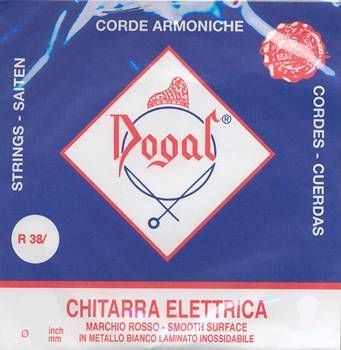 CORDE ARMONICHE
STRINGS - SAITEN
CORDES - CUERDAS
Dogal®
R 38/
CHITARRA ELETTRICA
MARCHIO ROSSO - SMOOTH SURFACE
Ø inch IN METALLO BIANCO LAMINATO INOSSIDABILE
mm